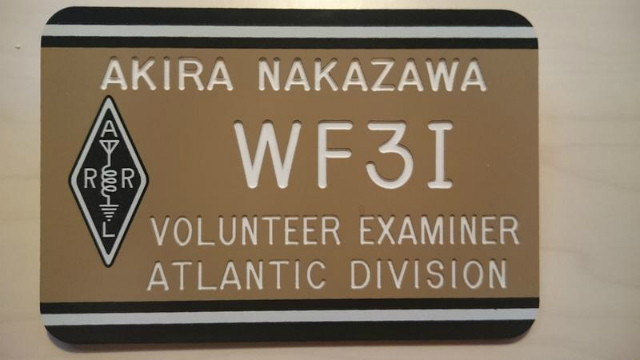 AKIRA NAKAZAWA
WF3I
A
R R
L
VOLUNTEER EXAMINER
ATLANTIC DIVISION